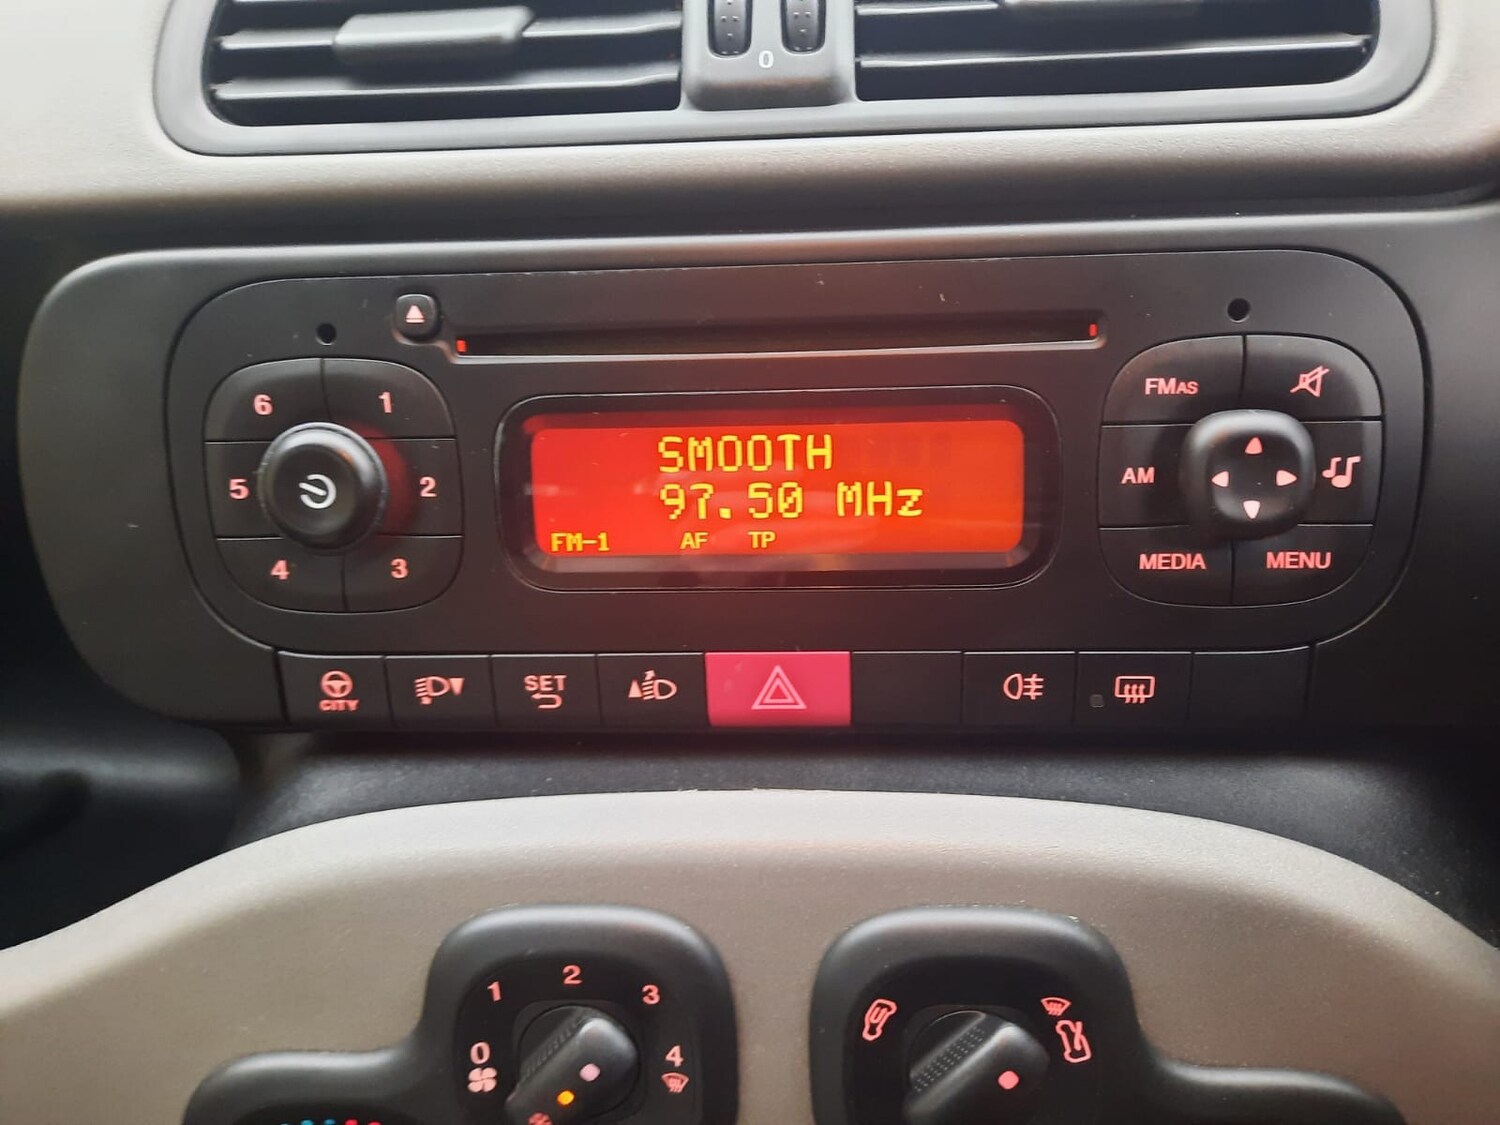 0
6 1
5 2
4 3
SMOOTH
97.50 MHz
FM-1 AF TP
FMAS
AM
MEDIA MENU
CITY
SET
1 2 3
0 4